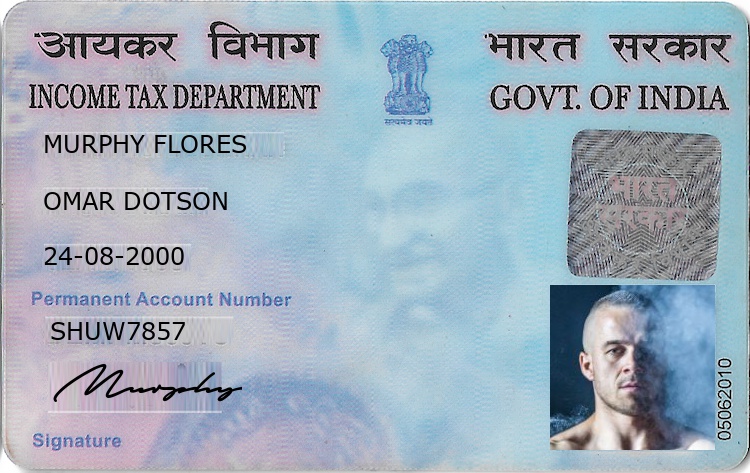 आयकर विभाग
भारत सरकार
INCOME TAX DEPARTMENT
GOVT. OF INDIA
सत्यमेव जयते
MURPHY FLORES
OMAR DOTSON
24-08-2000
भारत
सरकार
Permanent Account Number
SHUW7857
Murphy
Signature
05062010